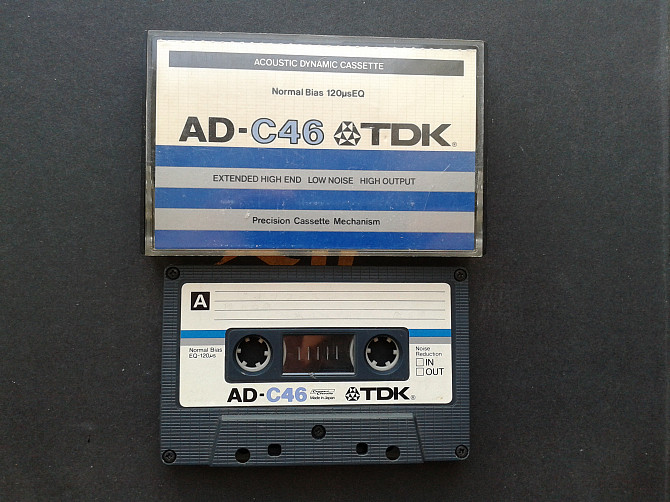 ACOUSTIC DYNAMIC CASSETTE
Normal Bias 120µsEQ
AD-C46 TDK®
EXTENDED HIGH END LOW NOISE HIGH OUTPUT
Precision Cassette Mechanism
A
Normal Bias
EQ-120µs
Noise
Reduction
IN
OUT
AD-C46 Made in Japan TDK®